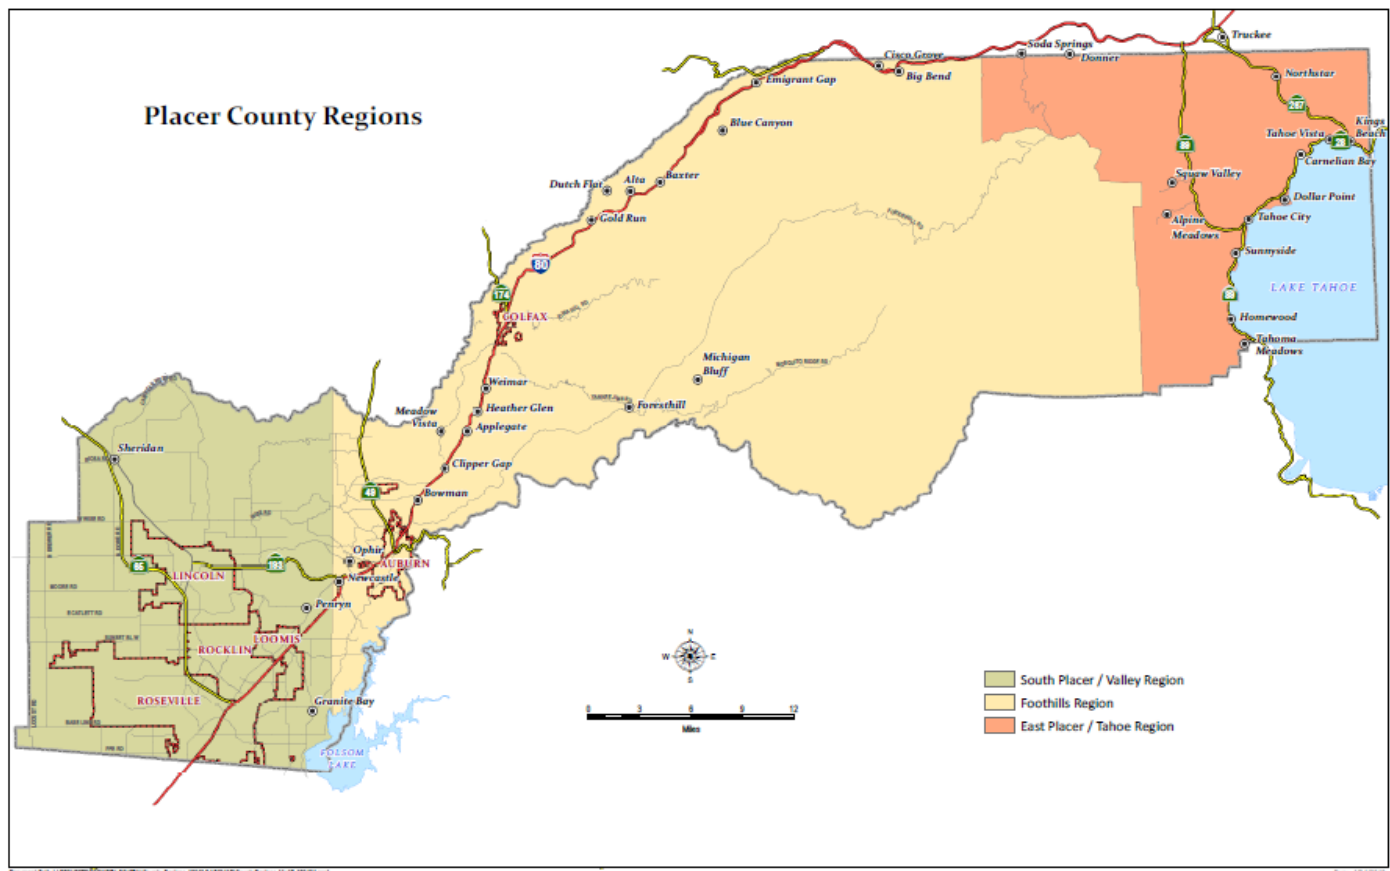 Placer County Regions
Truckee
Soda Springs
Donner
Cisco Grove
Big Bend
Emigrant Gap
Northstar
267
Kings
Beach
Tahoe Vista
28
Carnelian Bay
89
Squaw Valley
Dollar Point
Alpine
Meadows
Tahoe City
Sunnyside
LAKE TAHOE
Homewood
Tahoma
Meadows
Blue Canyon
Dutch Flat
Alta
Baxter
Gold Run
80
174
COLFAX
Michigan
Bluff
Weimar
Foresthill
Meadow
Vista
Heather Glen
Applegate
Clipper Gap
Sheridan
49
Bowman
Ophir
AUBURN
65
LINCOLN
193
Newcastle
Penryn
LOOMIS
ROCKLIN
ROSEVILLE
Granite Bay
FOLSOM
LAKE
N
W
E
S
0 3 6 9 12
Miles
South Placer / Valley Region
Foothills Region
East Placer / Tahoe Region